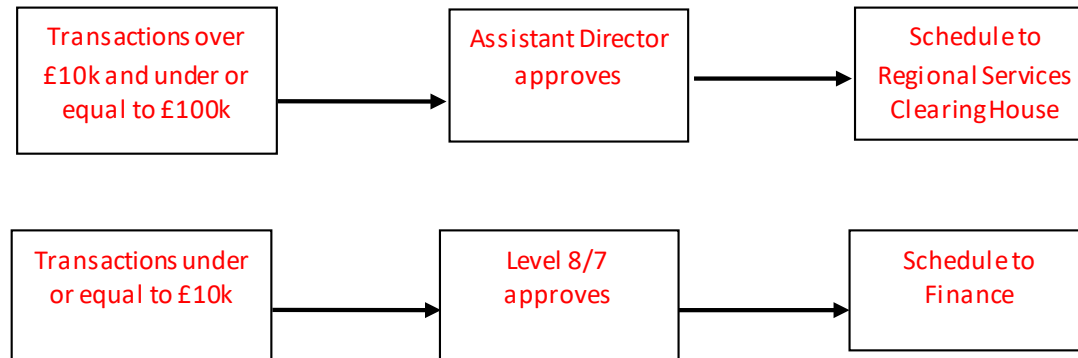 Transactions over
£10k and under or
equal to £100k
Assistant Director
approves
Schedule to
Regional Services
Clearing House
Transactions under
or equal to £10k
Level 8/7
approves
Schedule to
Finance